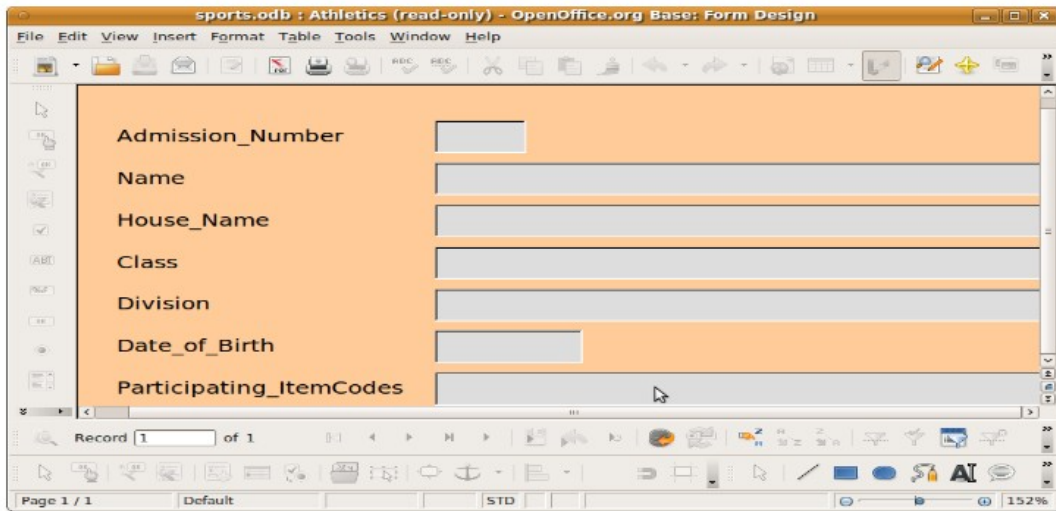 sports.odb : Athletics (read-only) - OpenOffice.org Base: Form Design
File Edit View Insert Format Table Tools Window Help
Admission_Number
Name
House_Name
Class
Division
Date_of_Birth
Participating_ItemCodes
Record 1 of 1
Page 1 / 1 Default STD 152%